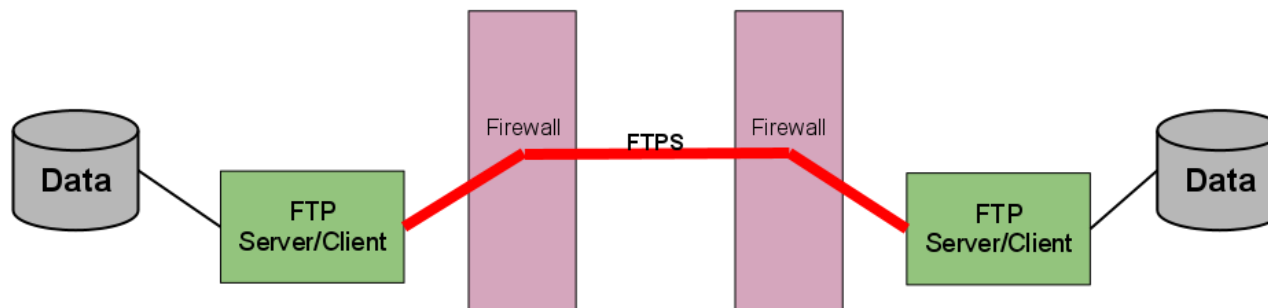 Data
FTP
Server/Client
Firewall
FTPS
Firewall
FTP
Server/Client
Data